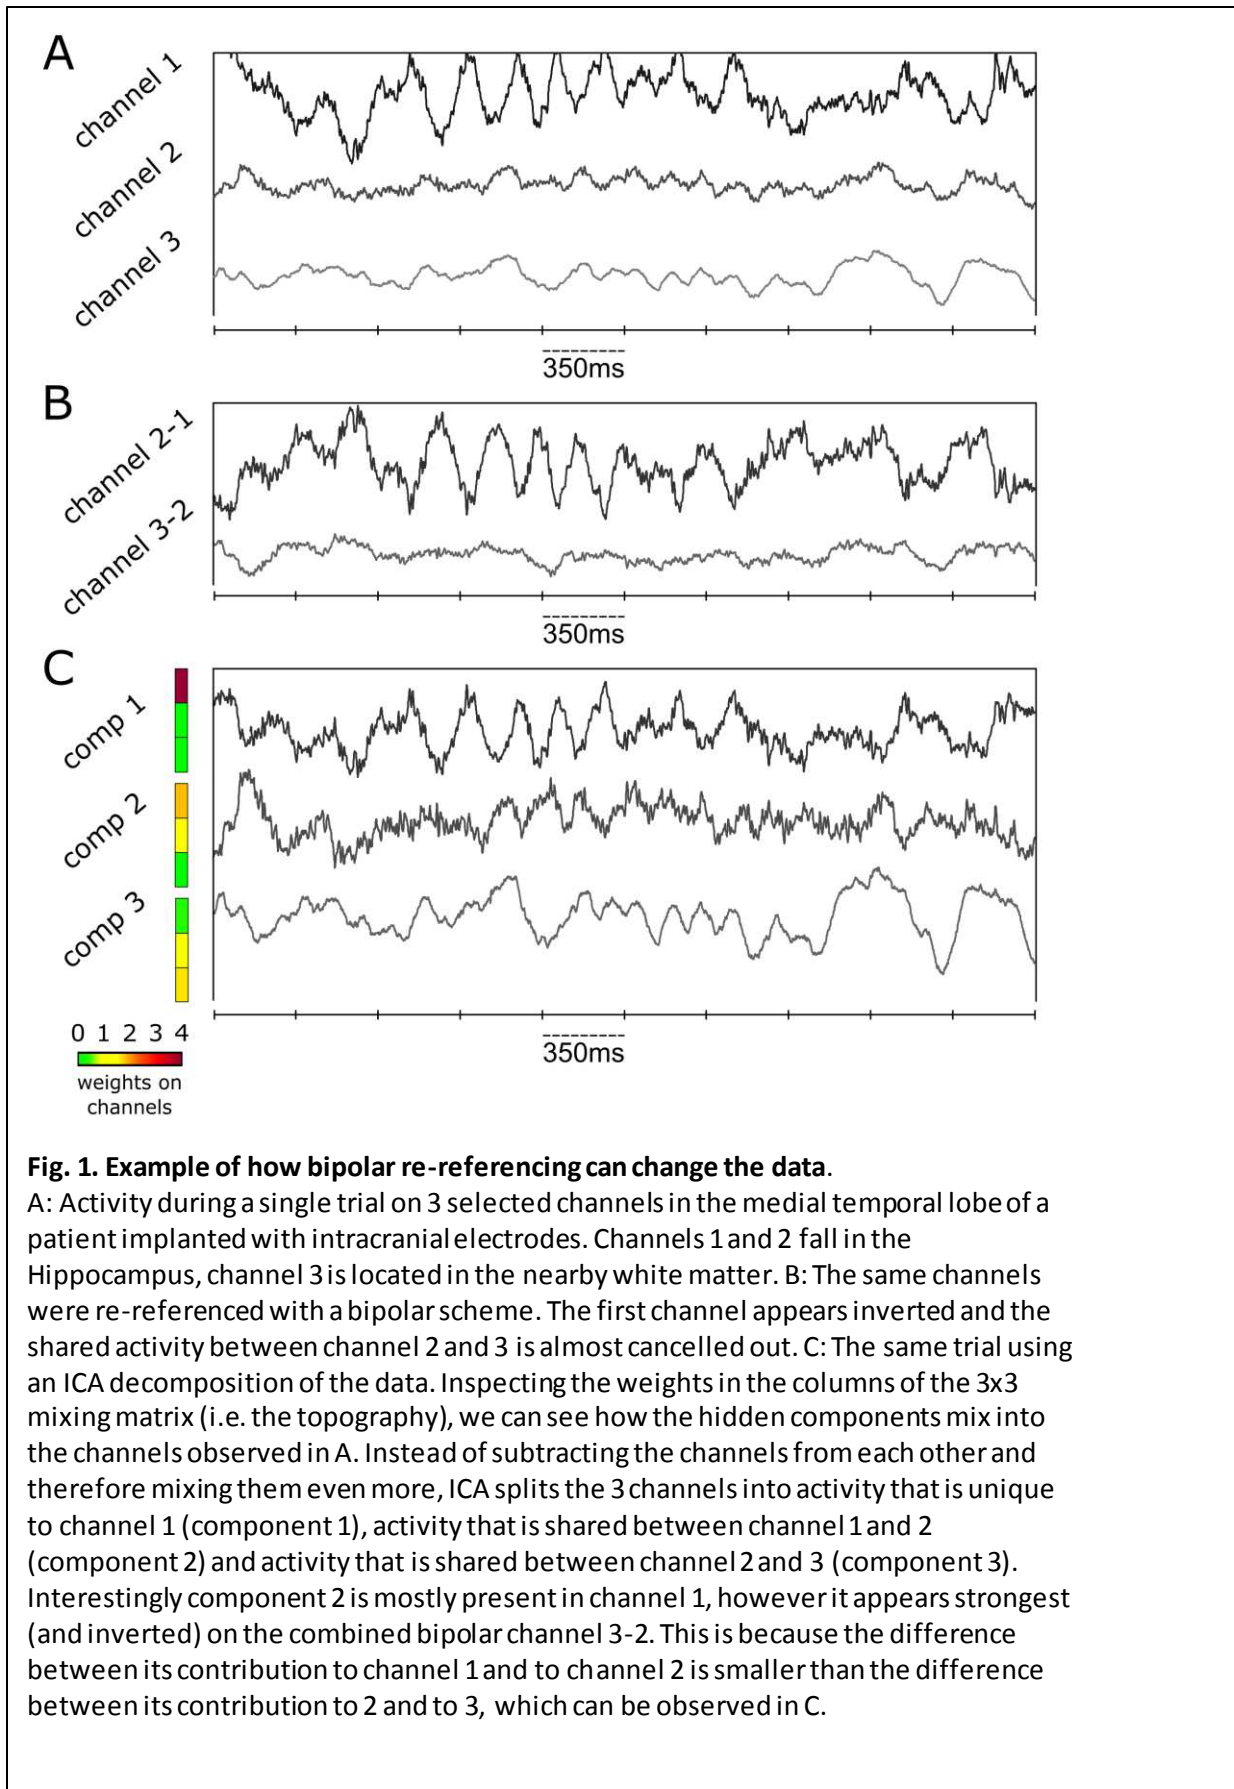 A
channel 1
channel 2
channel 3
350ms
B
channel 2-1
channel 3-2
350ms
C
comp 1
comp 2
comp 3
350ms
0 1 2 3 4
weights on
channels
Fig. 1. Example of how bipolar re-referencing can change the data.
A: Activity during a single trial on 3 selected channels in the medial temporal lobe of a
patient implanted with intracranial electrodes. Channels 1 and 2 fall in the
Hippocampus, channel 3 is located in the nearby white matter. B: The same channels
were re-referenced with a bipolar scheme. The first channel appears inverted and the
shared activity between channel 2 and 3 is almost cancelled out. C: The same trial using
an ICA decomposition of the data. Inspecting the weights in the columns of the 3x3
mixing matrix (i.e. the topography), we can see how the hidden components mix into
the channels observed in A. Instead of subtracting the channels from each other and
therefore mixing them even more, ICA splits the 3 channels into activity that is unique
to channel 1 (component 1), activity that is shared between channel 1 and 2
(component 2) and activity that is shared between channel 2 and 3 (component 3).
Interestingly component 2 is mostly present in channel 1, however it appears strongest
(and inverted) on the combined bipolar channel 3-2. This is because the difference
between its contribution to channel 1 and to channel 2 is smaller than the difference
between its contribution to 2 and to 3, which can be observed in C.